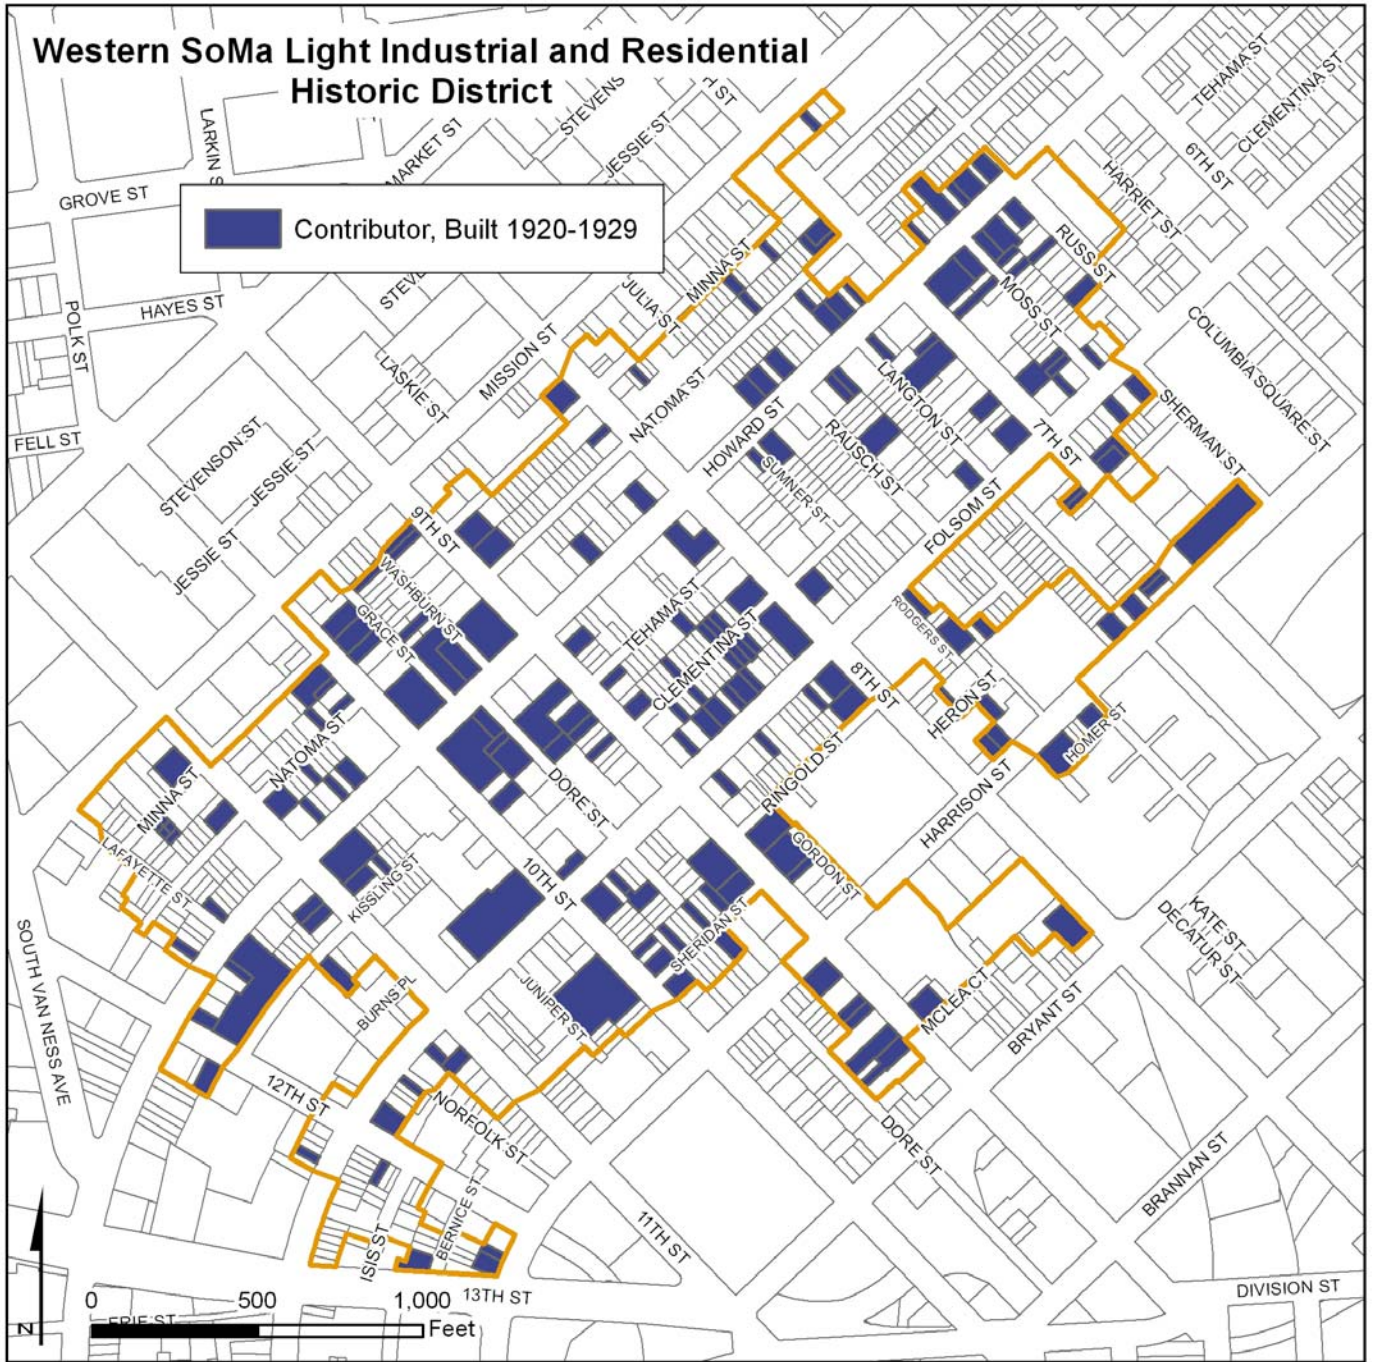 Western SoMa Light Industrial and Residential
Historic District
Contributor, Built 1920-1929
TEHAMA ST
CLEMENTINA ST
6TH ST
HARRIET ST
RUSS ST
MOSS ST
COLUMBIA SQUARE ST
SHERMAN ST
STEVENS
H ST
JESSIE ST
MARKET ST
LARKIN S
GROVE ST
HAYES ST
POLK ST
FELL ST
STEVE
LASKIE ST
MISSION ST
JULIA ST
MINNA ST
NATOMA ST
HOWARD ST
SUMNER ST
RAUSCH ST
LANGTON ST
7TH ST
FOLSOM ST
STEVENSON ST
JESSIE ST
JESSIE ST
9TH ST
WASHBURN ST
GRACE ST
TEHAMA ST
CLEMENTINA ST
RODGERS ST
8TH ST
HERON ST
HOMER ST
RINGOLD ST
HARRISON ST
GORDON ST
NATOMA ST
MINNA ST
LAFAYETTE ST
DORE ST
KISSLING ST
10TH ST
SHERIDAN ST
JUNIPER ST
BURNS PL
MCLEA CT
BRYANT ST
KATE ST
DECATUR ST
SOUTH VAN NESS AVE
12TH ST
NORFOLK ST
DORE ST
BRANNAN ST
BERNICE ST
ISIS ST
11TH ST
13TH ST
DIVISION ST
ERIE ST
0 500 1,000
Feet
N